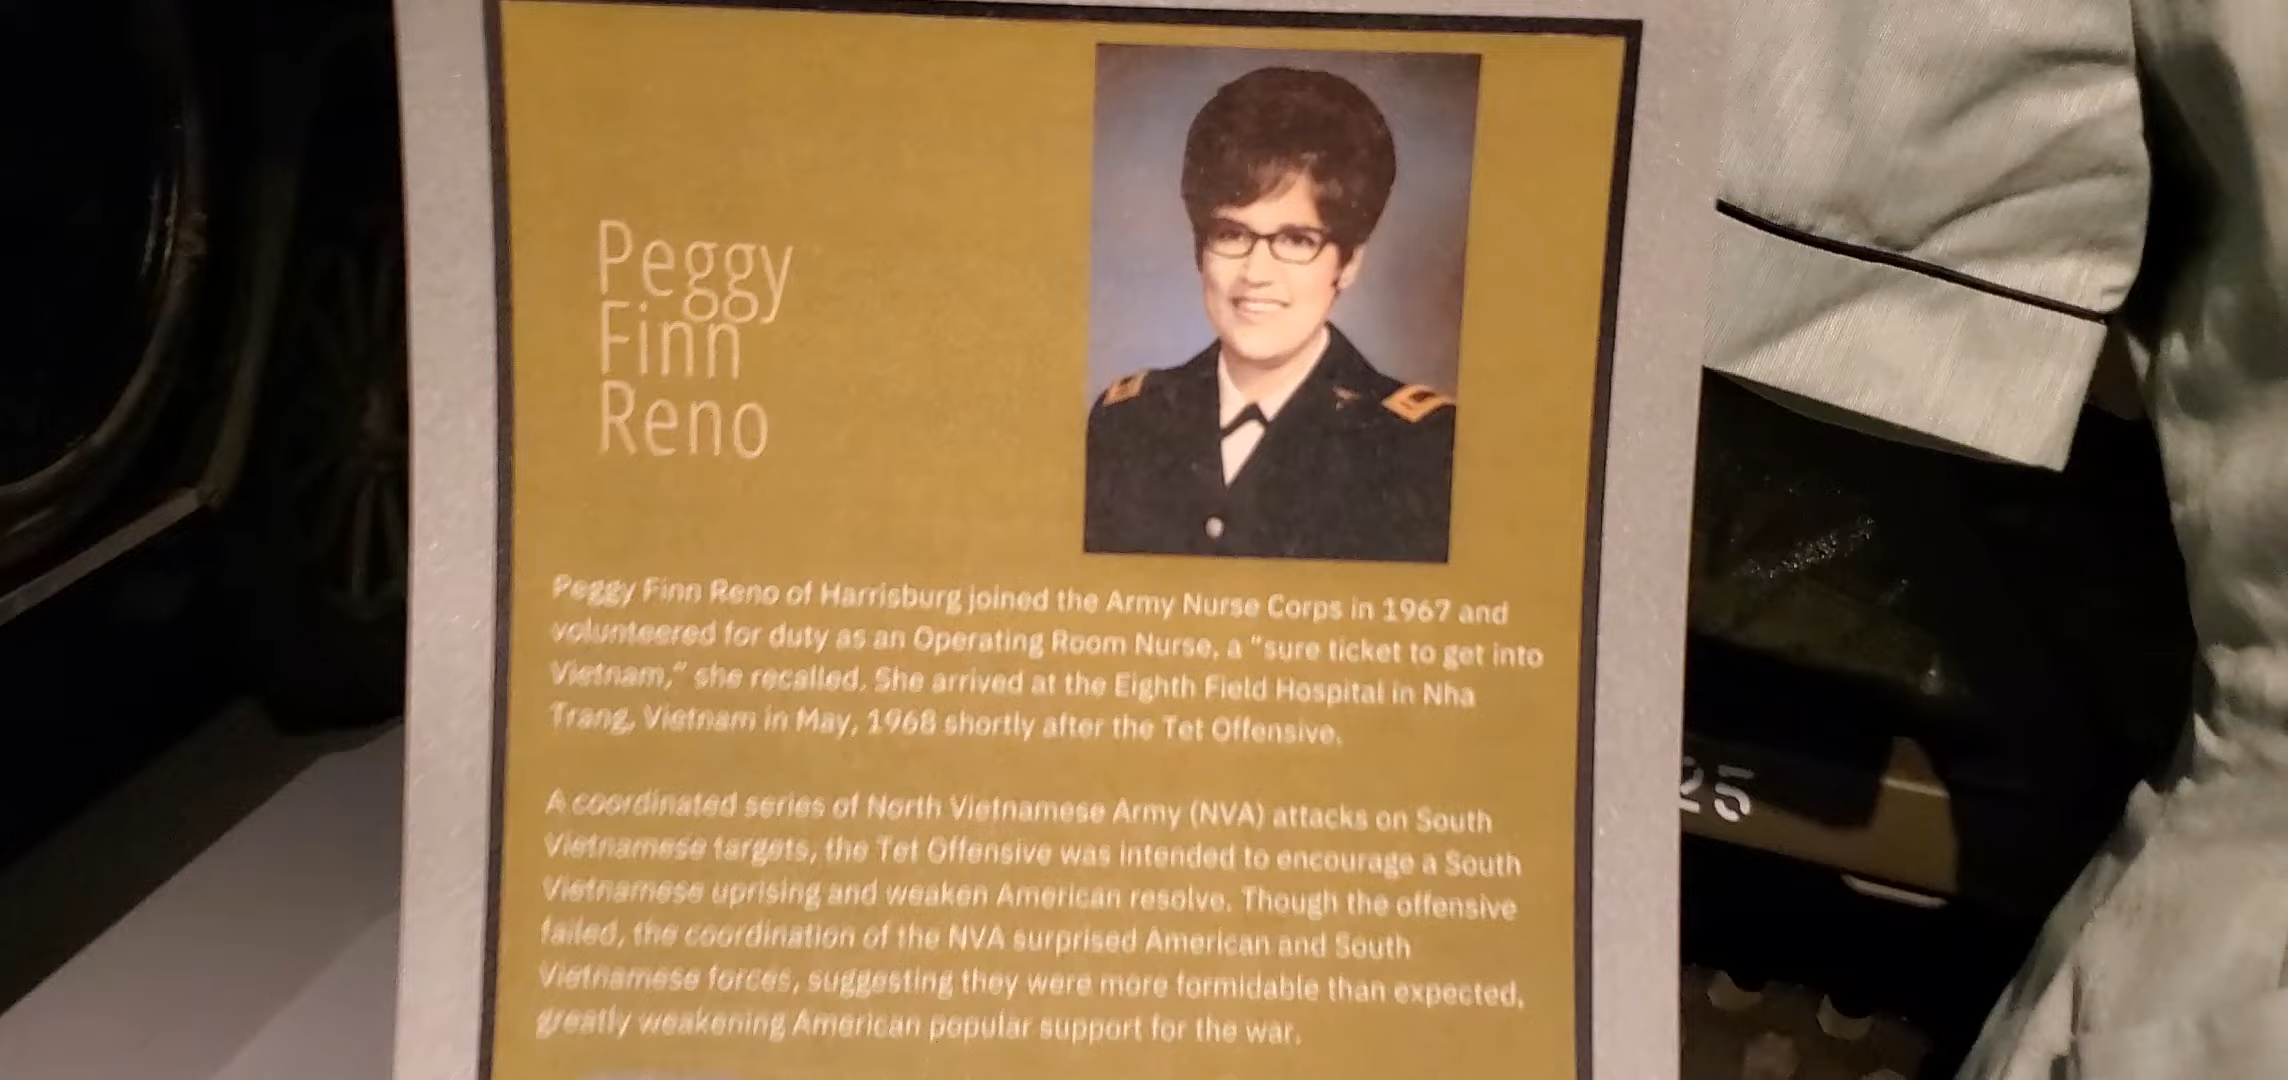 Peggy
Finn
Reno
Peggy Finn Reno of Harrisburg joined the Army Nurse Corps in 1967 and
volunteered for duty as an Operating Room Nurse, a "sure ticket to get into
Vietnam," she recalled. She arrived at the Eighth Field Hospital in Nha
Trang, Vietnam in May, 1968 shortly after the Tet Offensive.
A coordinated series of North Vietnamese Army (NVA) attacks on South
Vietnamese targets, the Tet Offensive was intended to encourage a South
Vietnamese uprising and weaken American resolve. Though the offensive
failed, the coordination of the NVA surprised American and South
Vietnamese forces, suggesting they were more formidable than expected,
greatly weakening American popular support for the war.
25